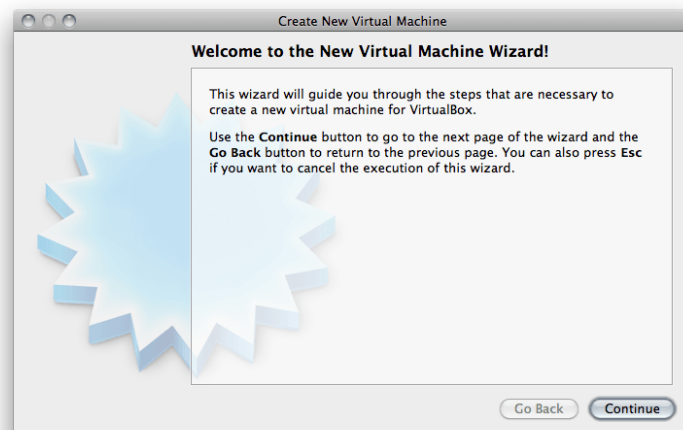 Create New Virtual Machine
Welcome to the New Virtual Machine Wizard!
This wizard will guide you through the steps that are necessary to
create a new virtual machine for VirtualBox.
Use the Continue button to go to the next page of the wizard and the
Go Back button to return to the previous page. You can also press Esc
if you want to cancel the execution of this wizard.
Go Back
Continue